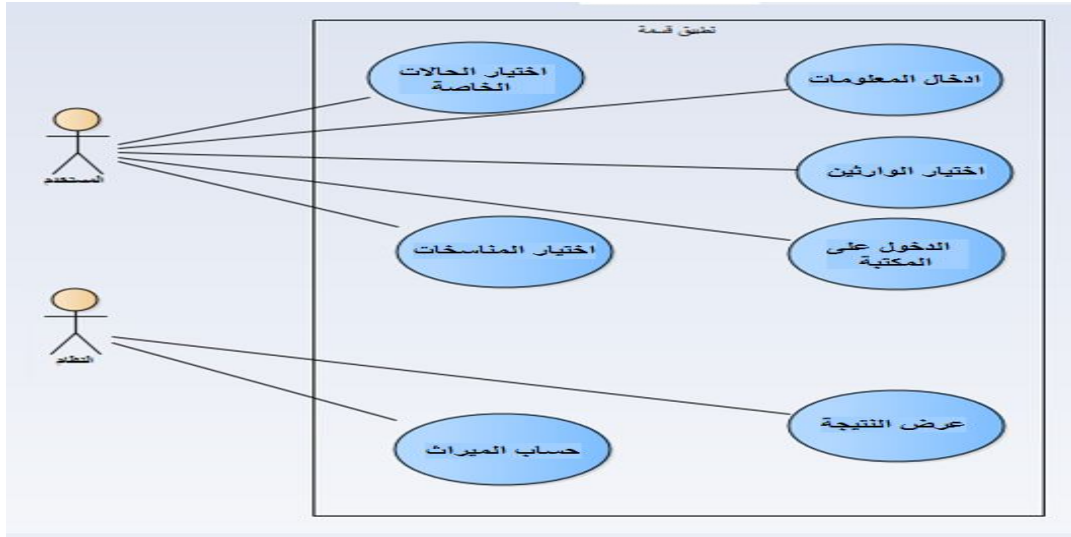 تطبيق قسمة
اختيار الحالات
الخاصة
ادخال المعلومات
اختيار الوارثين
المستخدم
اختيار المناسخات
الدخول على
المكتبة
النظام
عرض النتيجة
حساب الميراث